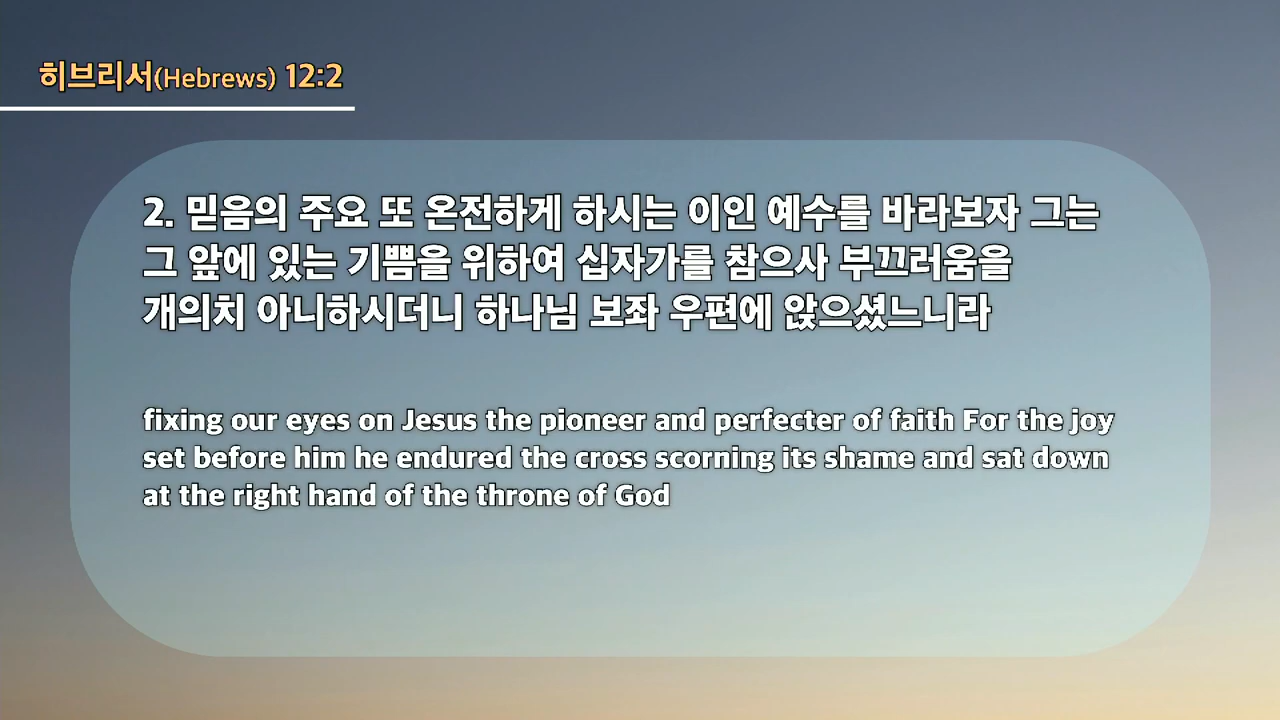 히브리서(Hebrews) 12:2
2. 믿음의 주요 또 온전하게 하시는 이인 예수를 바라보자 그는
그 앞에 있는 기쁨을 위하여 십자가를 참으사 부끄러움을
개의치 아니하시더니 하나님 보좌 우편에 앉으셨느니라
fixing our eyes on Jesus the pioneer and perfecter of faith For the joy
set before him he endured the cross scorning its shame and sat down
at the right hand of the throne of God